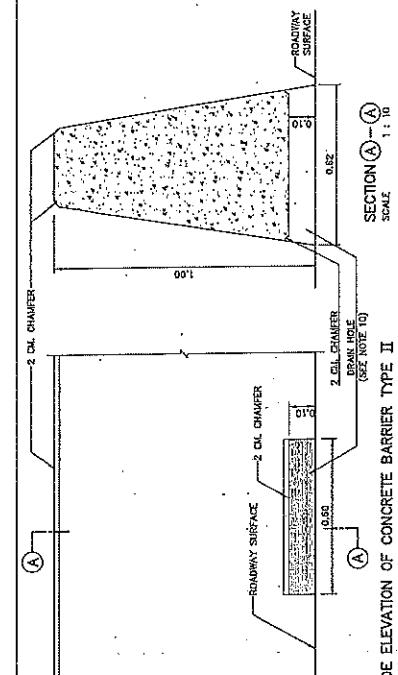 2 CM. CHAMFER
A
1.00
ROADWAY
SURFACE
0.10
0.62
SECTION A - A
SCALE 1 : 10
ROADWAY SURFACE
2 CM. CHAMFER
0.10
0.60
A
2 CM. CHAMFER
DRAIN HOLE
(SEE NOTE 10)
DE ELEVATION OF CONCRETE BARRIER TYPE II